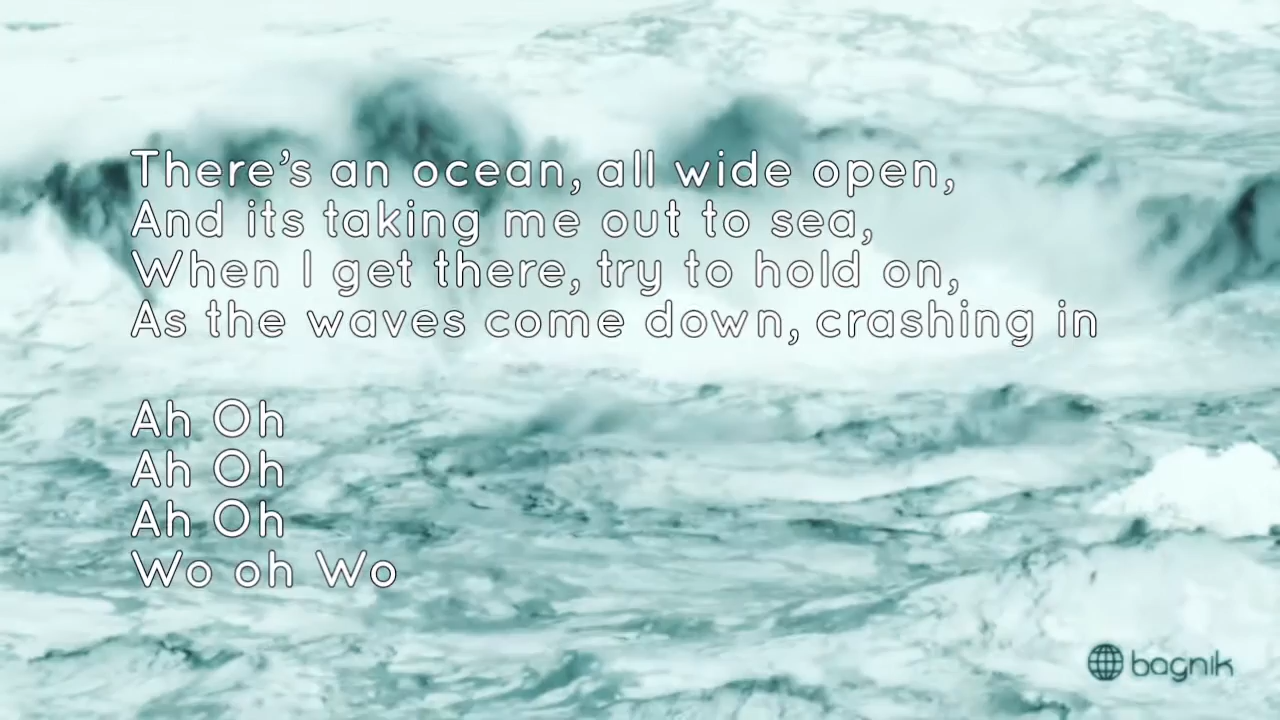 There’s an ocean, all wide open,
And its taking me out to sea,
When I get there, try to hold on,
As the waves come down, crashing in
Ah Oh
Ah Oh
Ah Oh
Wo oh Wo
bagnik